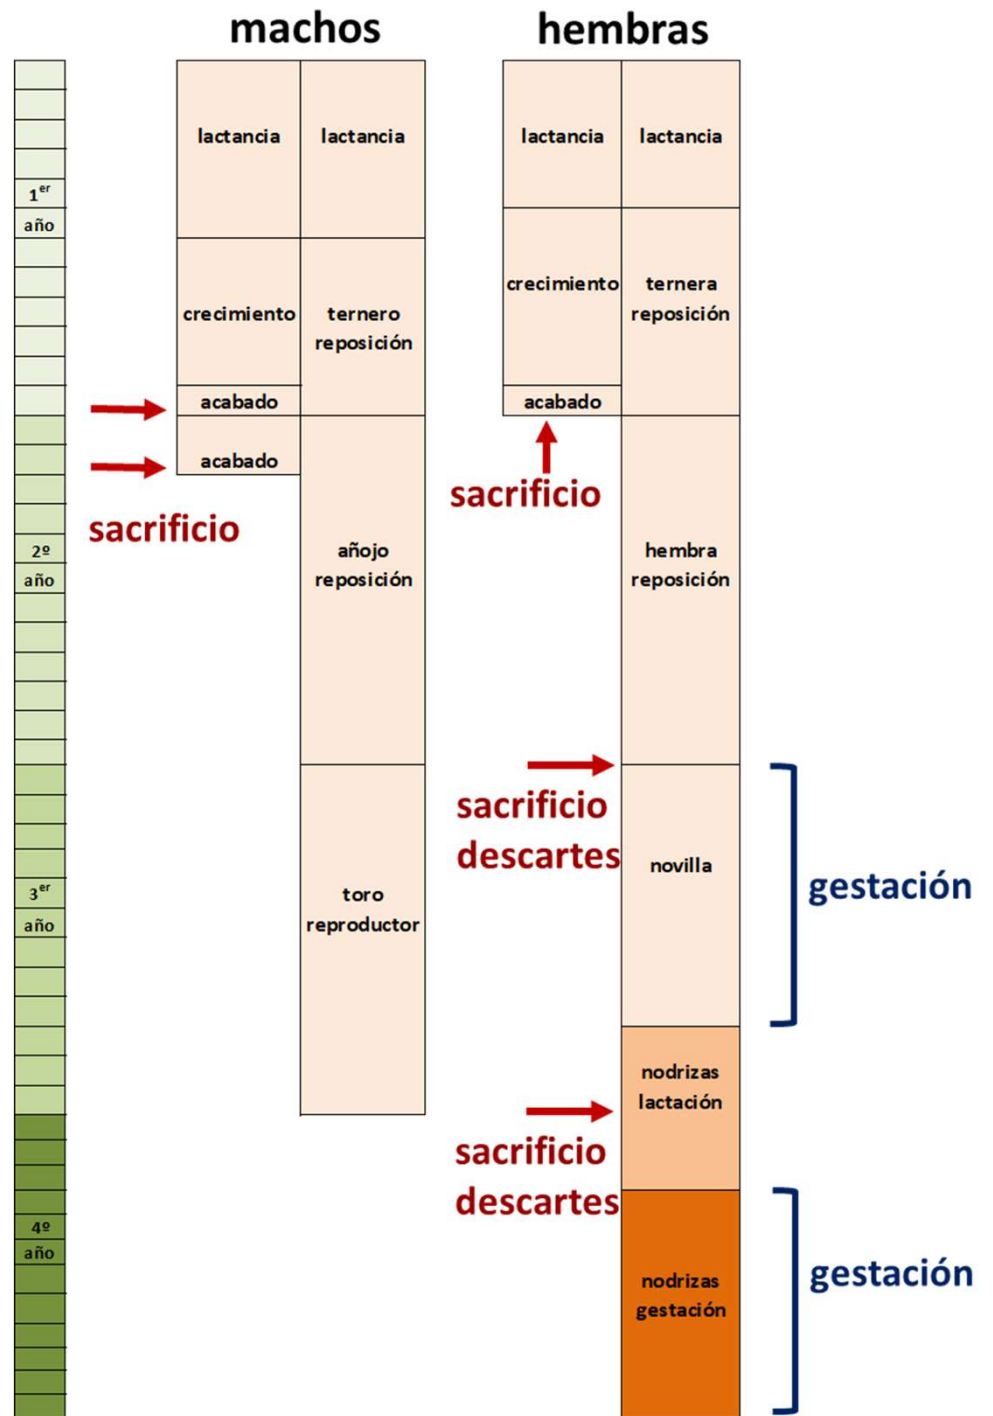 machos
hembras
lactancia
lactancia
lactancia
lactancia
1er
año
crecimiento
ternera
reposición
crecimiento
ternero
reposición
acabado
acabado
acabado
sacrificio
sacrificio
2º
año
añojo
reposición
hembra
reposición
sacrificio
descartes
novilla
gestación
3er
año
toro
reproductor
nodrizas
lactación
sacrificio
descartes
4º
año
gestación
nodrizas
gestación